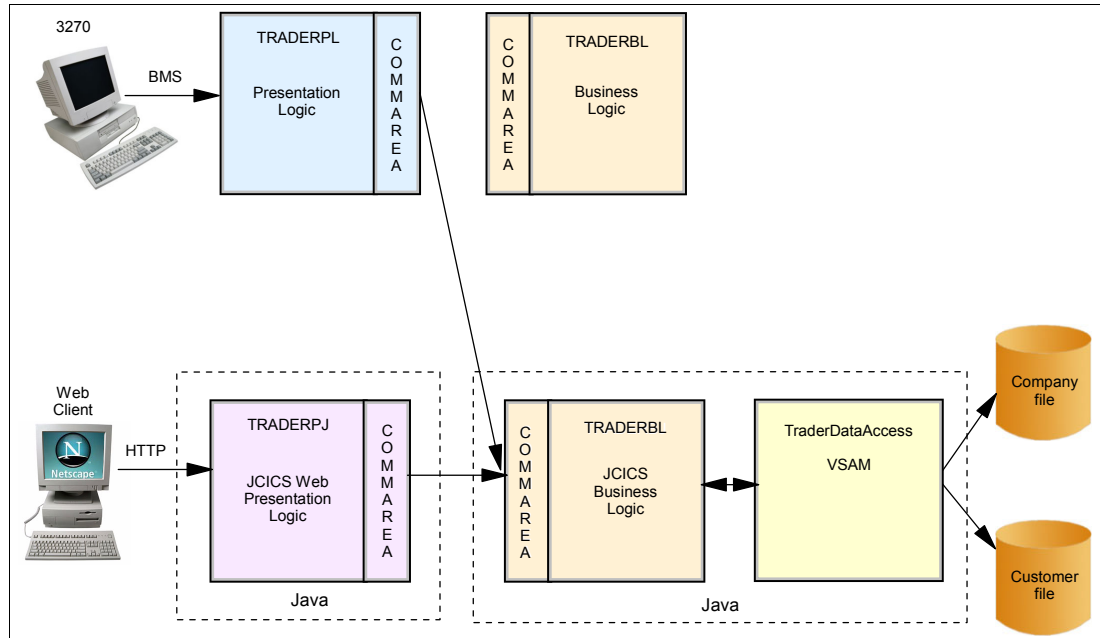 3270
BMS
TRADERPL
Presentation
Logic
C
O
M
M
A
R
E
A
C
O
M
M
A
R
E
A
TRADERBL
Business
Logic
Web
Client
N
Netscape
HTTP
TRADERPJ
JCICS Web
Presentation
Logic
C
O
M
M
A
R
E
A
Java
C
O
M
M
A
R
E
A
TRADERBL
JCICS
Business
Logic
TraderDataAccess
VSAM
Java
Company
file
Customer
file